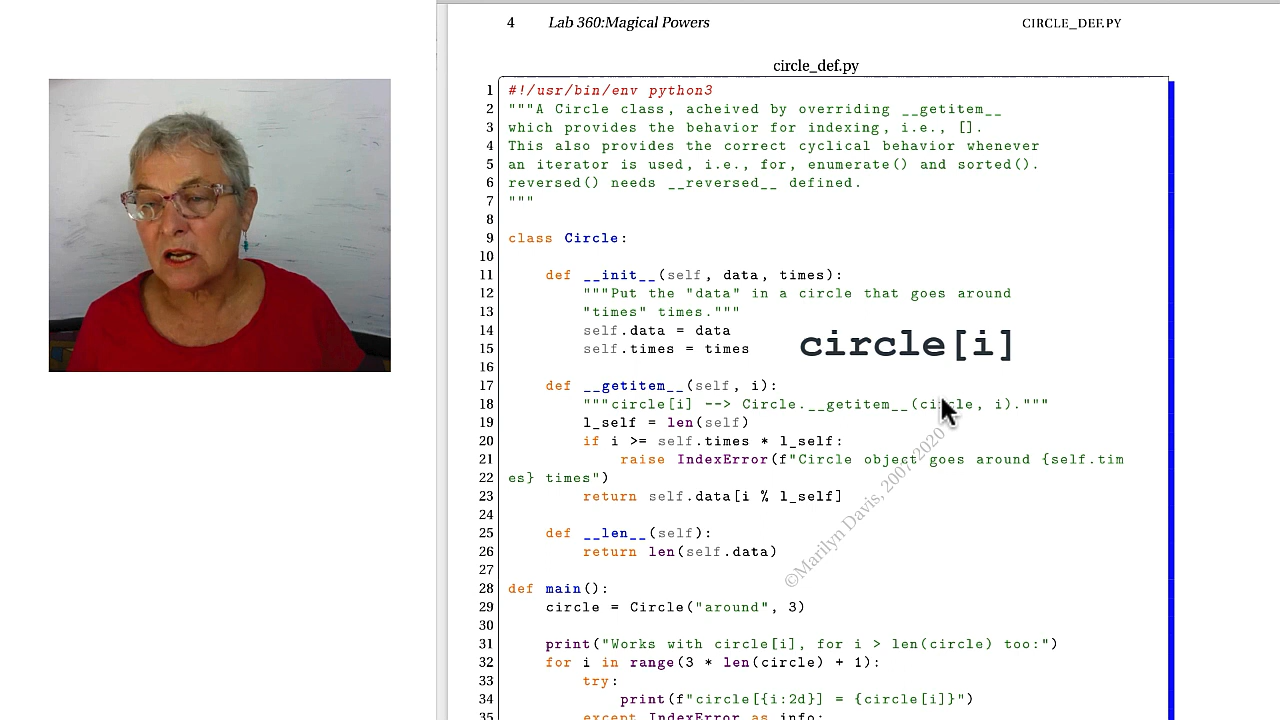 4 Lab 360:Magical Powers CIRCLE_DEF.PY
circle_def.py
1 #!/usr/bin/env python3
2 """A Circle class, acheived by overriding __getitem__
3 which provides the behavior for indexing, i.e., [].
4 This also provides the correct cyclical behavior whenever
5 an iterator is used, i.e., for, enumerate() and sorted().
6 reversed() needs __reversed__ defined.
7 """
8
9 class Circle:
10
11 def __init__(self, data, times):
12 """Put the "data" in a circle that goes around
13 "times" times."""
14 self.data = data
15 self.times = times
circle[i]
16
17 def __getitem__(self, i):
18 """circle[i] --> Circle.__getitem__(circle, i)."""
19 l_self = len(self)
20 if i >= self.times * l_self:
21 raise IndexError(f"Circle object goes around {self.tim
22 es} times")
23 return self.data[i % l_self]
24
25 def __len__(self):
26 return len(self.data)
27
28 def main():
29 circle = Circle("around", 3)
30
31 print("Works with circle[i], for i > len(circle) too:")
32 for i in range(3 * len(circle) + 1):
33 try:
34 print(f"circle[{i:2d}] = {circle[i]}")
35 except IndexError as info:
©Marilyn Davis, 2007-2020